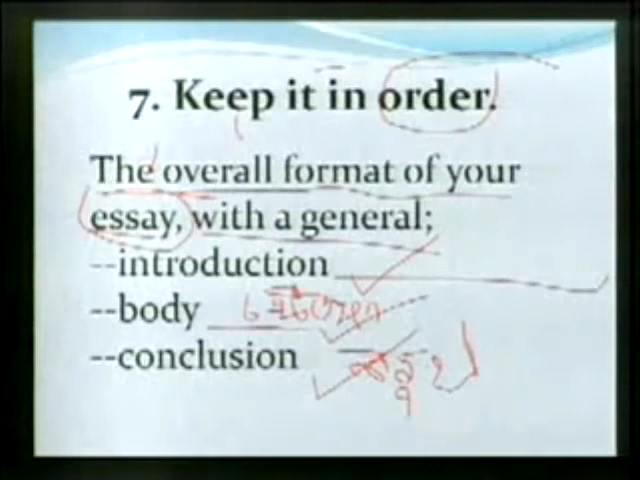 7. Keep it in order.
The overall format of your
essay, with a general;
--introduction
--body
--conclusion